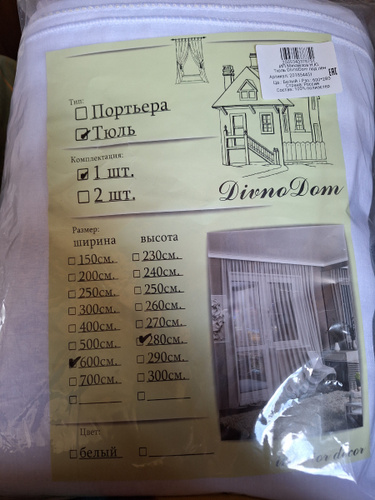 Тип:
Портьера
Тюль
Комплектация:
1 шт.
2 шт.
DivnoDom
Размер:
ширина высота
150см. 230см.
200см. 240см.
250см. 250см.
300см. 260см.
400см. 270см.
500см. 280см.
600см. 290см.
700см. 300см.
Цвет:
белый
decor